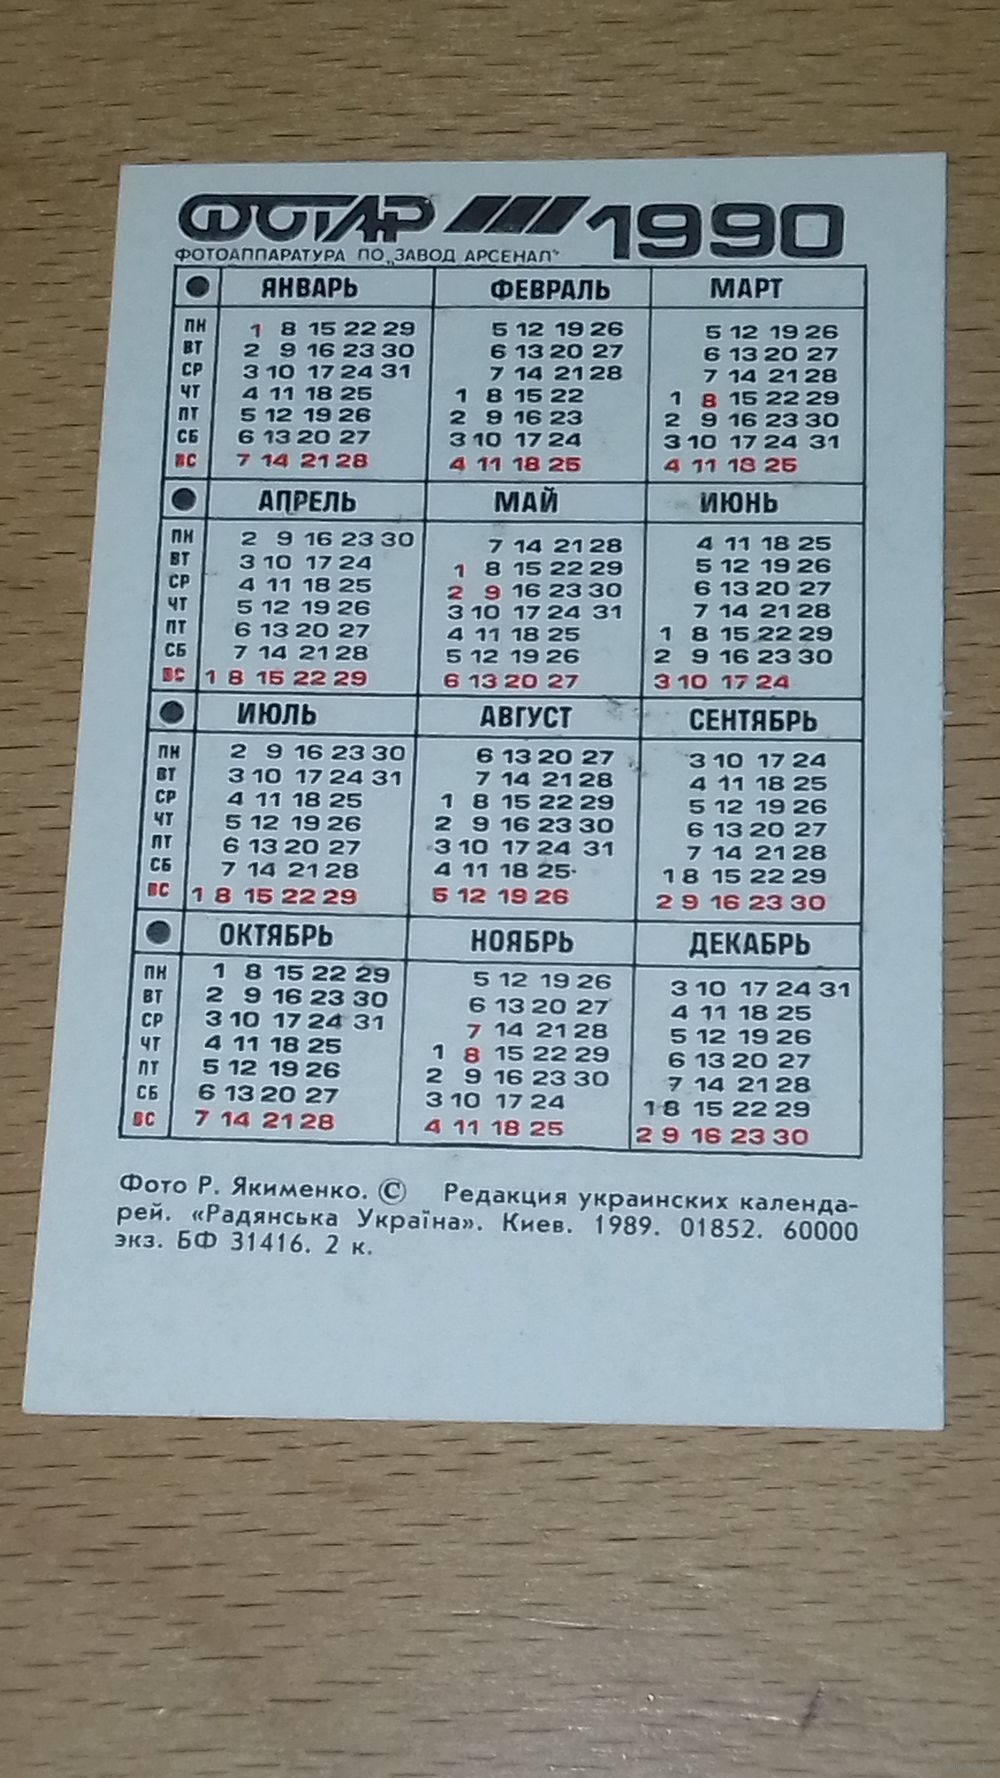 ФОТАР 1990
ФОТОАППАРАТУРА ПО „ЗАВОД АРСЕНАЛ“
ЯНВАРЬ ФЕВРАЛЬ МАРТ
ПН 1 8 15 22 29 5 12 19 26 5 12 19 26
ВТ 2 9 16 23 30 6 13 20 27 6 13 20 27
СР 3 10 17 24 31 7 14 21 28 7 14 21 28
ЧТ 4 11 18 25 1 8 15 22 1 8 15 22 29
ПТ 5 12 19 26 2 9 16 23 2 9 16 23 30
СБ 6 13 20 27 3 10 17 24 3 10 17 24 31
ВС 7 14 21 28 4 11 18 25 4 11 18 25
АПРЕЛЬ МАЙ ИЮНЬ
ПН 2 9 16 23 30 7 14 21 28 4 11 18 25
ВТ 3 10 17 24 1 8 15 22 29 5 12 19 26
СР 4 11 18 25 2 9 16 23 30 6 13 20 27
ЧТ 5 12 19 26 3 10 17 24 31 7 14 21 28
ПТ 6 13 20 27 4 11 18 25 1 8 15 22 29
СБ 7 14 21 28 5 12 19 26 2 9 16 23 30
ВС 1 8 15 22 29 6 13 20 27 3 10 17 24
ИЮЛЬ АВГУСТ СЕНТЯБРЬ
ПН 2 9 16 23 30 6 13 20 27 3 10 17 24
ВТ 3 10 17 24 31 7 14 21 28 4 11 18 25
СР 4 11 18 25 1 8 15 22 29 5 12 19 26
ЧТ 5 12 19 26 2 9 16 23 30 6 13 20 27
ПТ 6 13 20 27 3 10 17 24 31 7 14 21 28
СБ 7 14 21 28 4 11 18 25 1 8 15 22 29
ВС 1 8 15 22 29 5 12 19 26 2 9 16 23 30
ОКТЯБРЬ НОЯБРЬ ДЕКАБРЬ
ПН 1 8 15 22 29 5 12 19 26 3 10 17 24 31
ВТ 2 9 16 23 30 6 13 20 27 4 11 18 25
СР 3 10 17 24 31 7 14 21 28 5 12 19 26
ЧТ 4 11 18 25 1 8 15 22 29 6 13 20 27
ПТ 5 12 19 26 2 9 16 23 30 7 14 21 28
СБ 6 13 20 27 3 10 17 24 1 8 15 22 29
ВС 7 14 21 28 4 11 18 25 2 9 16 23 30
Фото Р. Якименко. © Редакция украинских календа-
рей. «Радянська Україна». Киев. 1989. 01852. 60000
экз. БФ 31416. 2 к.